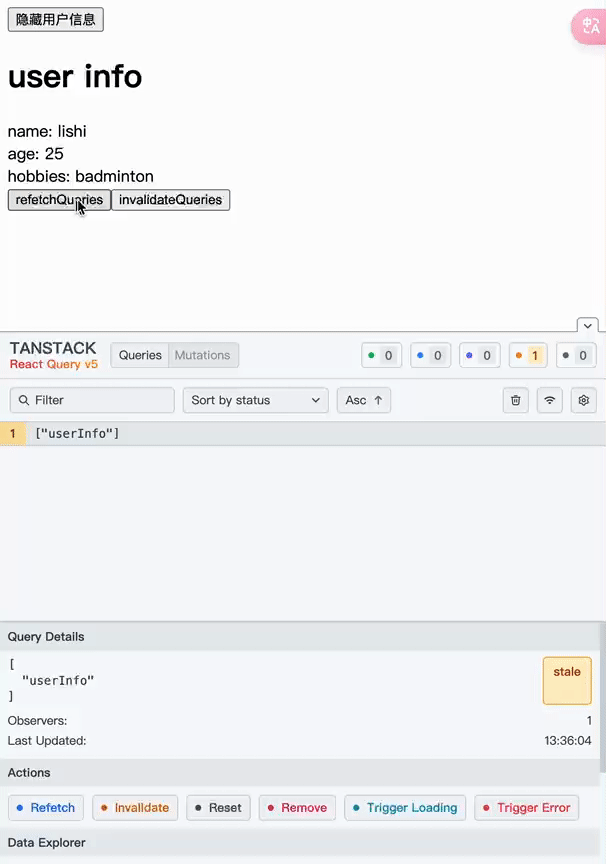 隐藏用户信息
user info
name: lishi
age: 25
hobbies: badminton
refetchQueries invalidateQueries
TANSTACK
React Query v5
Queries Mutations
0 0 0 1 0
Filter Sort by status Asc ↑
1 ["userInfo"]
Query Details
[
"userInfo"
]
stale
Observers: 1
Last Updated: 13:36:04
Actions
Refetch Invalidate Reset Remove Trigger Loading Trigger Error
Data Explorer